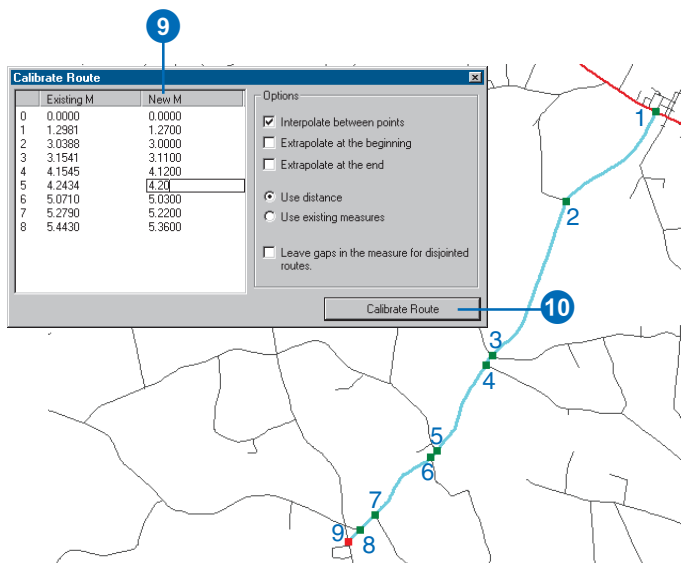 9
Calibrate Route
Existing M New M
0 0.0000 0.0000
1 1.2981 1.2700
2 3.0388 3.0000
3 3.1541 3.1100
4 4.1545 4.1200
5 4.2434 4.20
6 5.0710 5.0300
7 5.2790 5.2200
8 5.4430 5.3600
Options
Interpolate between points
Extrapolate at the beginning
Extrapolate at the end
Use distance
Use existing measures
Leave gaps in the measure for disjointed
routes.
Calibrate Route
10
1
2
3
4
5
6
7
8
9